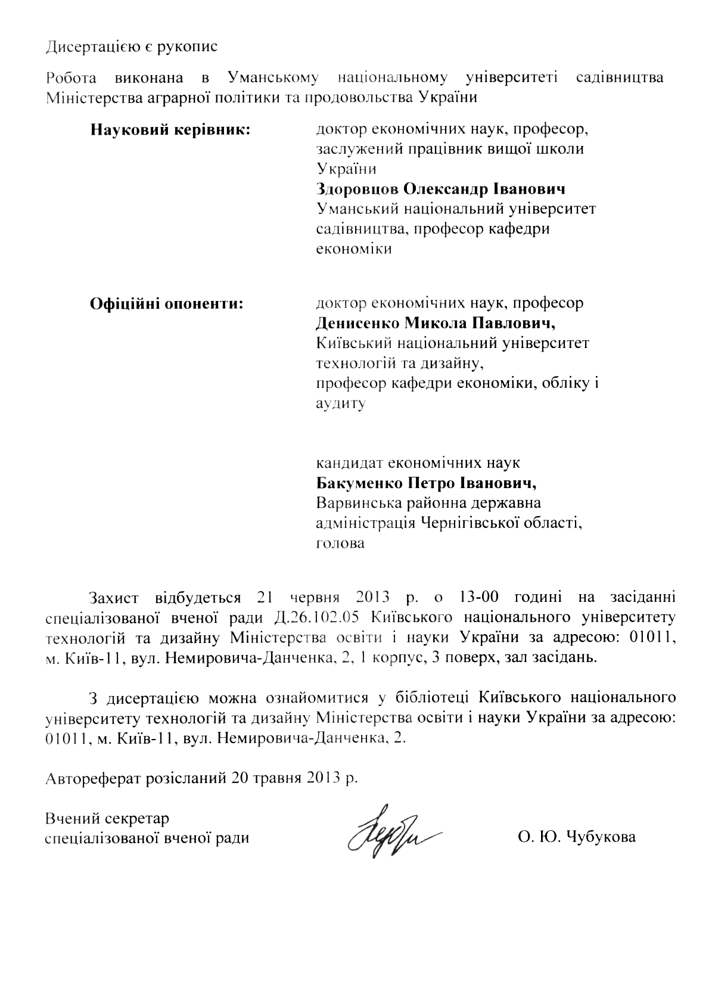 Дисертацією є рукопис
Робота виконана в Уманському національному університеті садівництва
Міністерства аграрної політики та продовольства України
Науковий керівник:
доктор економічних наук, професор,
заслужений працівник вищої школи
України
Здоровцов Олександр Іванович
Уманський національний університет
садівництва, професор кафедри
економіки
Офіційні опоненти:
доктор економічних наук, професор
Денисенко Микола Павлович,
Київський національний університет
технологій та дизайну,
професор кафедри економіки, обліку і
аудиту
кандидат економічних наук
Бакуменко Петро Іванович,
Варвинська районна державна
адміністрація Чернігівської області,
голова
Захист відбудеться 21 червня 2013 р. о 13-00 годині на засіданні
спеціалізованої вченої ради Д.26.102.05 Київського національного університету
технологій та дизайну Міністерства освіти і науки України за адресою: 01011,
м. Київ-11, вул. Немировича-Данченка, 2, 1 корпус, 3 поверх, зал засідань.
З дисертацією можна ознайомитися у бібліотеці Київського національного
університету технологій та дизайну Міністерства освіти і науки України за адресою:
01011, м. Київ-11, вул. Немировича-Данченка, 2.
Автореферат розісланий 20 травня 2013 р.
Вчений секретар
спеціалізованої вченої ради
О. Ю. Чубукова